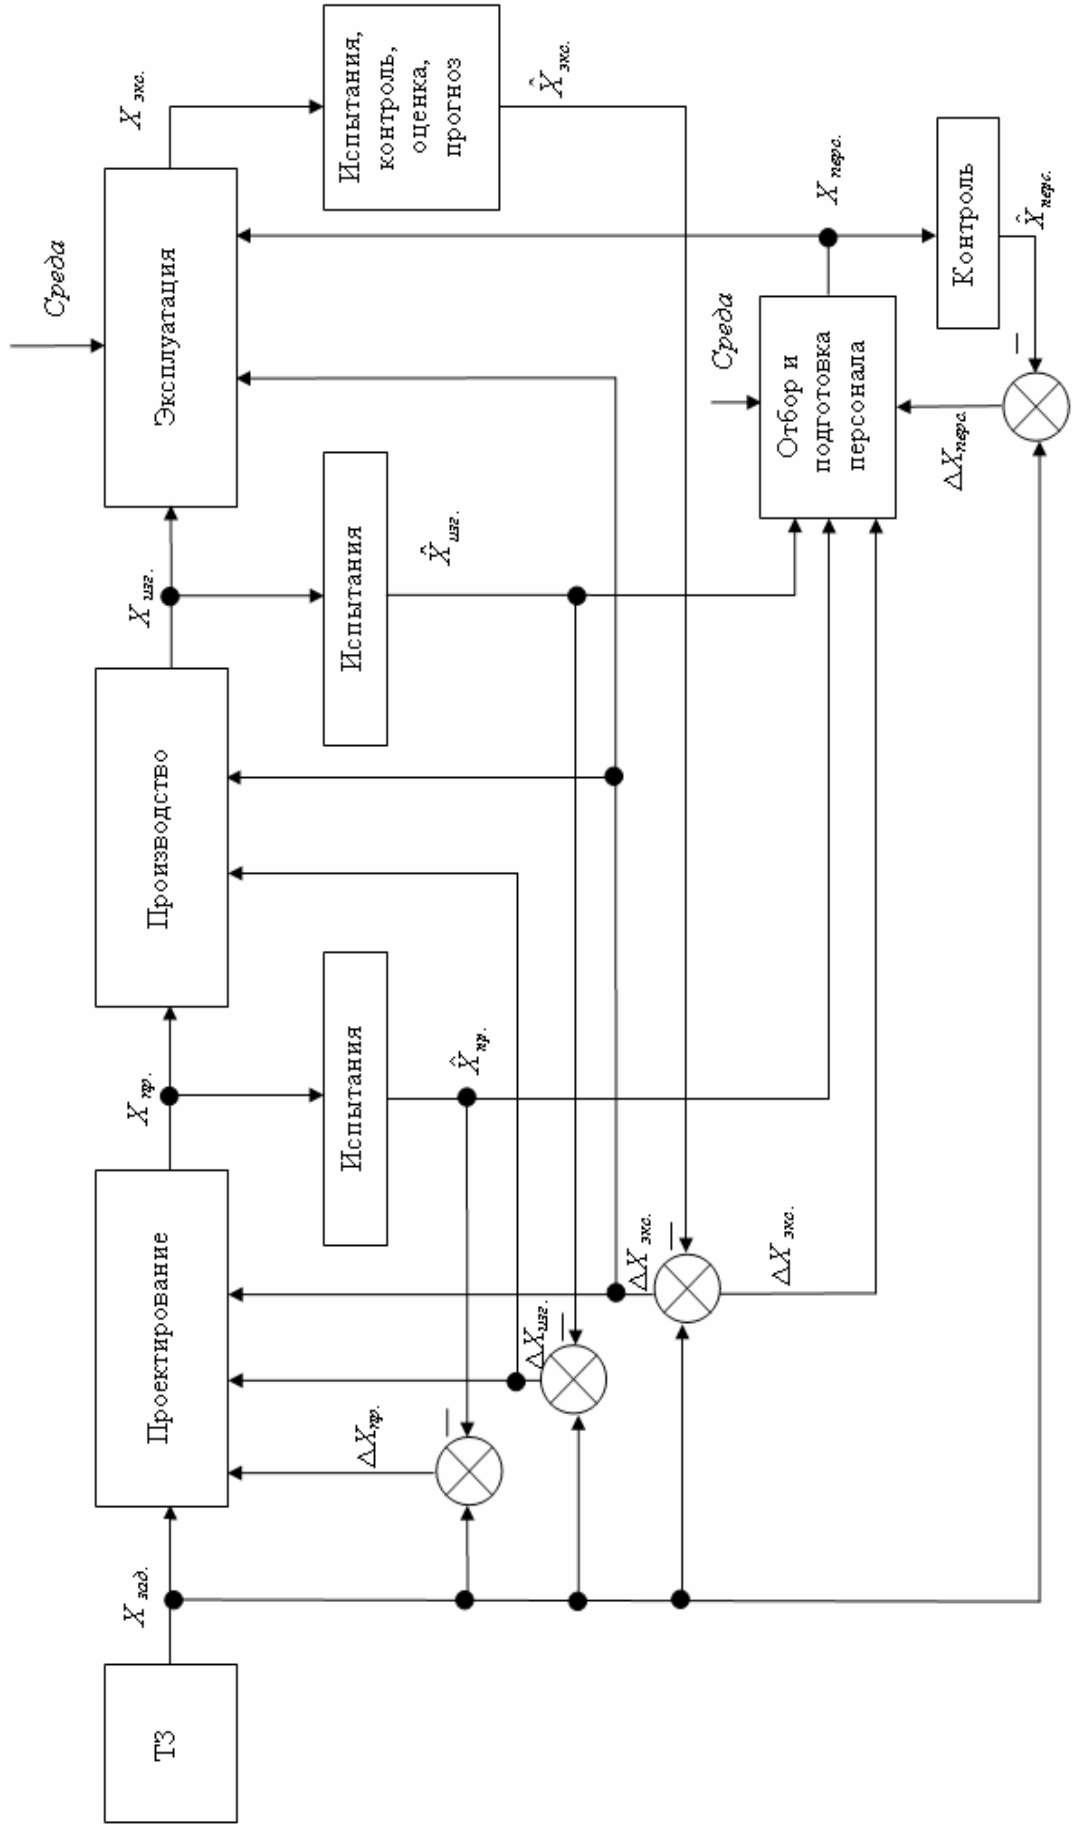 ТЗ
X зад.
Проектирование
X пр.
Производство
X изг.
Эксплуатация
Среда
X экс.
Испытания
Испытания
Испытания,
контроль,
оценка,
прогноз
X̂ пр.
X̂ изг.
X̂ экс.
ΔX пр.
–
ΔX изг.
–
ΔX экс.
–
ΔX экс.
Среда
Отбор и
подготовка
персонала
X перс.
Контроль
X̂ перс.
–
ΔX перс.